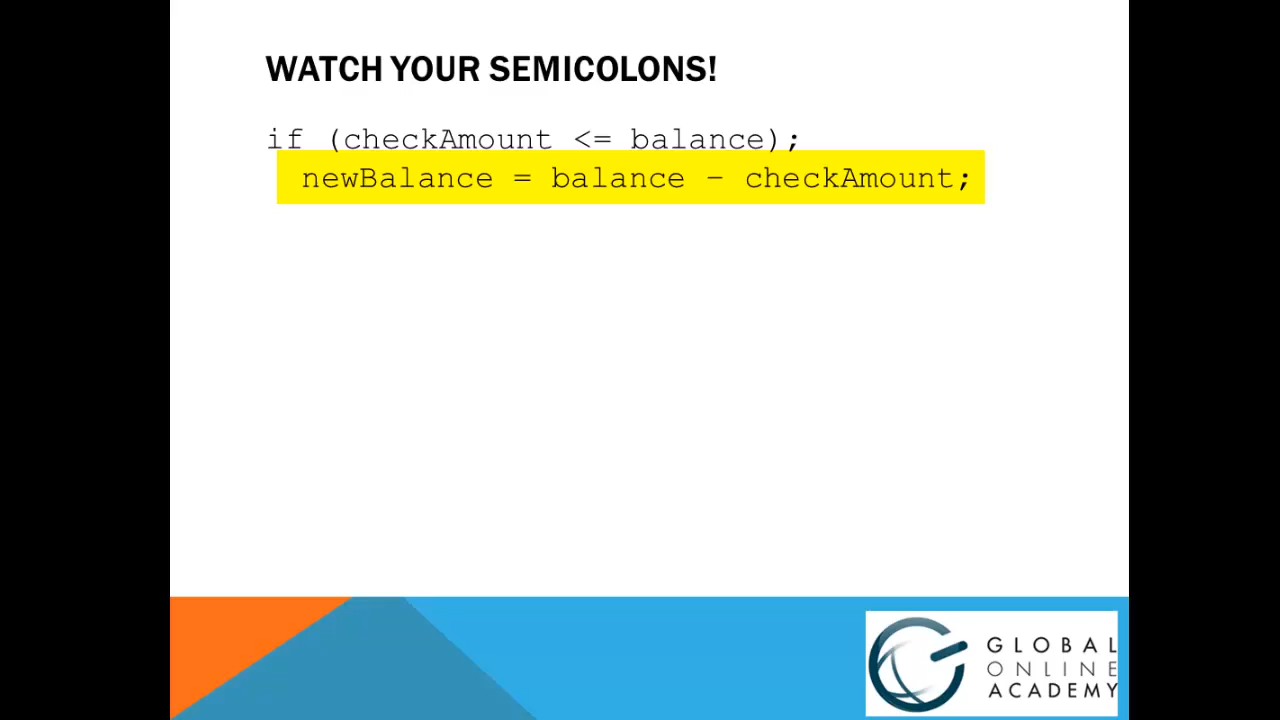 WATCH YOUR SEMICOLONS!
if (checkAmount <= balance);
newBalance = balance – checkAmount;
GLOBAL
ONLINE
ACADEMY